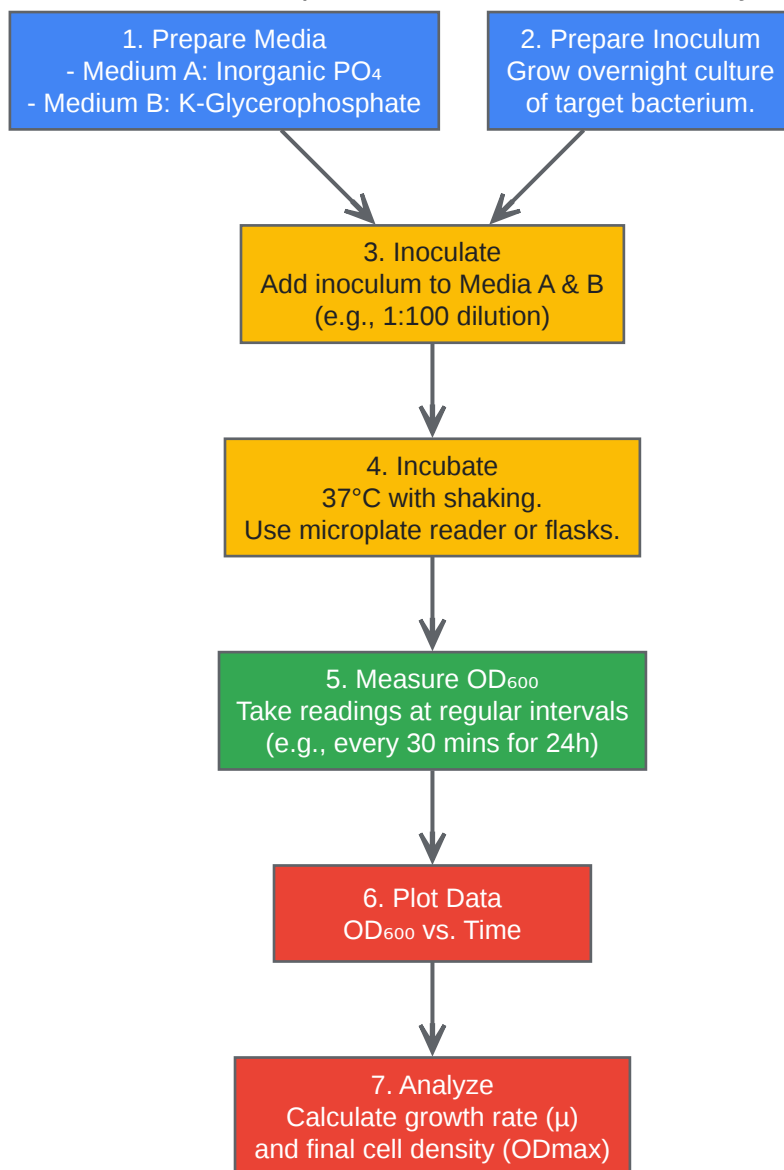 1. Prepare Media
- Medium A: Inorganic PO₄
- Medium B: K-Glycerophosphate
2. Prepare Inoculum
Grow overnight culture
of target bacterium.
3. Inoculate
Add inoculum to Media A & B
(e.g., 1:100 dilution)
4. Incubate
37°C with shaking.
Use microplate reader or flasks.
5. Measure OD₆₀₀
Take readings at regular intervals
(e.g., every 30 mins for 24h)
6. Plot Data
OD₆₀₀ vs. Time
7. Analyze
Calculate growth rate (µ)
and final cell density (ODmax)